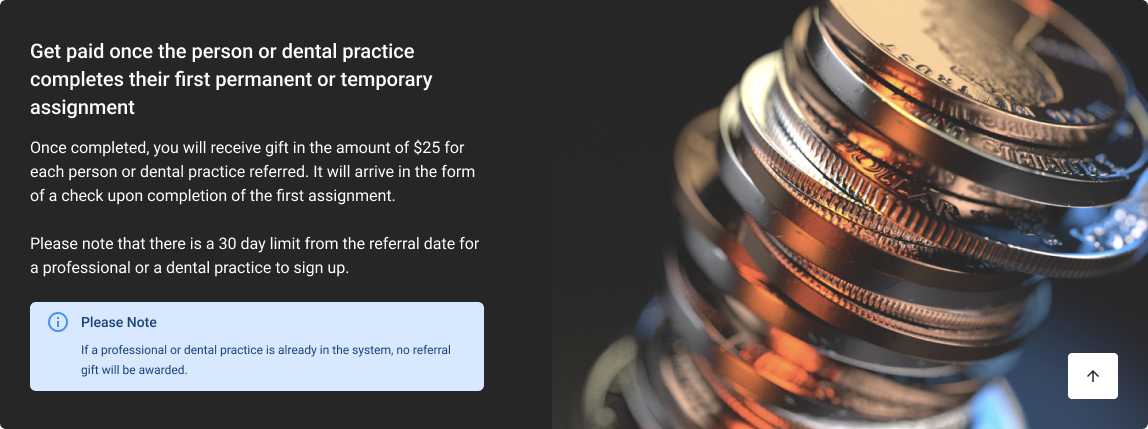 Get paid once the person or dental practice
completes their first permanent or temporary
assignment
Once completed, you will receive gift in the amount of $25 for
each person or dental practice referred. It will arrive in the form
of a check upon completion of the first assignment.
Please note that there is a 30 day limit from the referral date for
a professional or a dental practice to sign up.
Please Note
If a professional or dental practice is already in the system, no referral
gift will be awarded.
DOLLAR